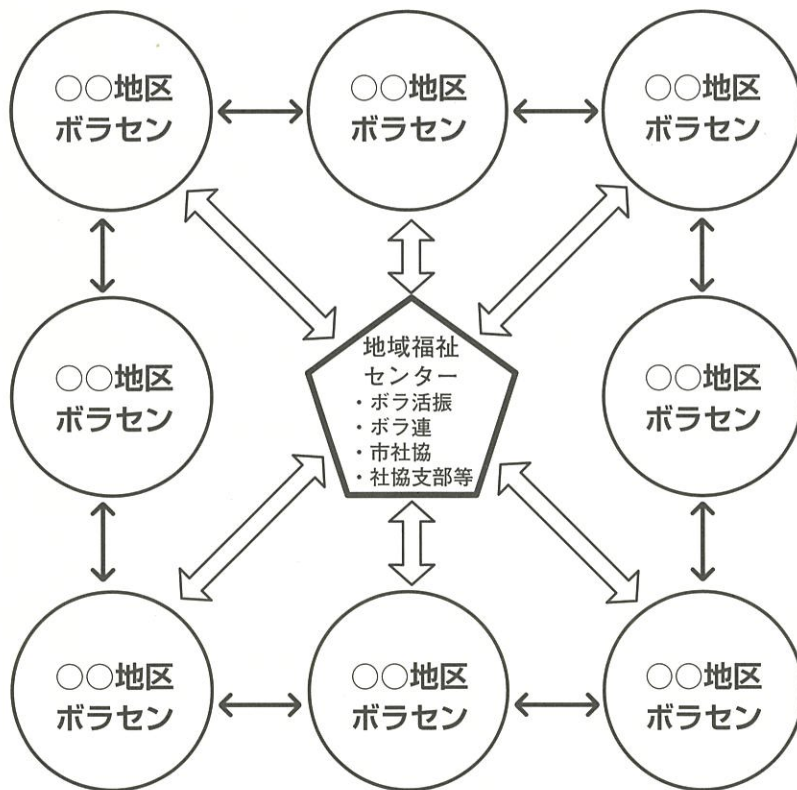 ○○地区
ボラセン
○○地区
ボラセン
○○地区
ボラセン
○○地区
ボラセン
地域福祉
センター
・ボラ活振
・ボラ連
・市社協
・社協支部等
○○地区
ボラセン
○○地区
ボラセン
○○地区
ボラセン
○○地区
ボラセン